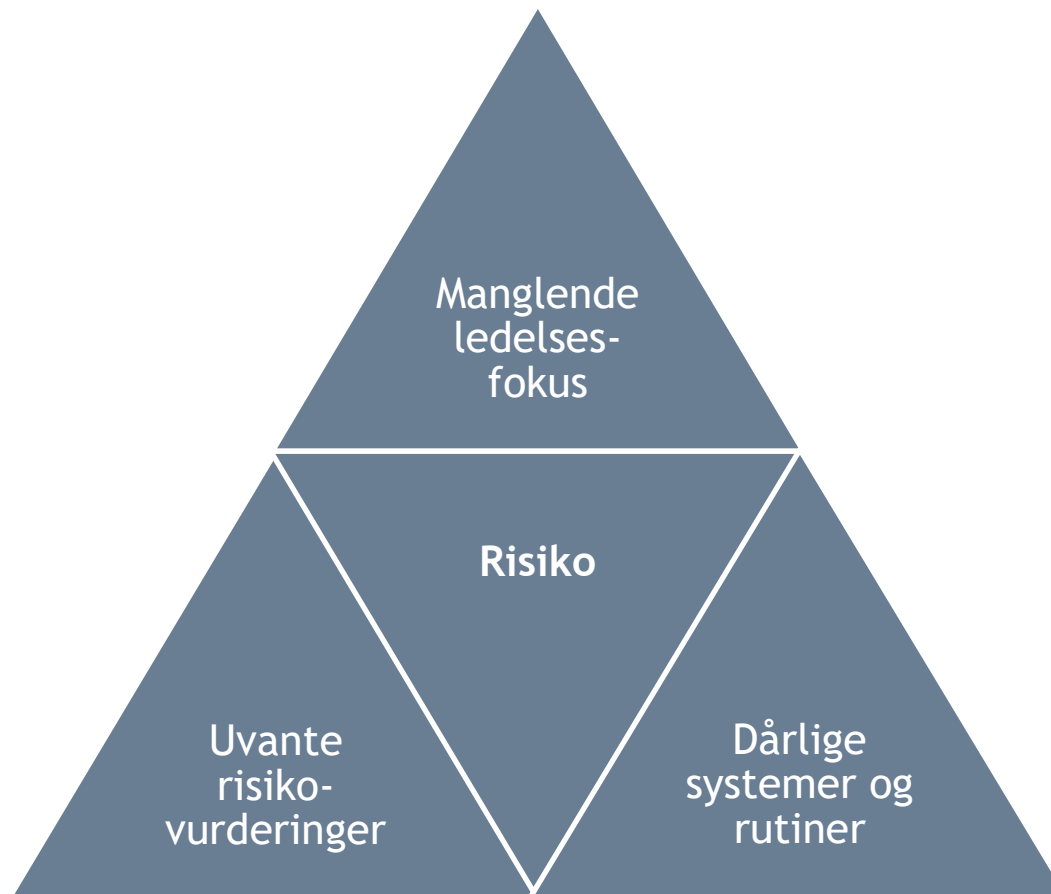 Manglende
ledelses-
fokus
Risiko
Uvante
risiko-
vurderinger
Dårlige
systemer og
rutiner